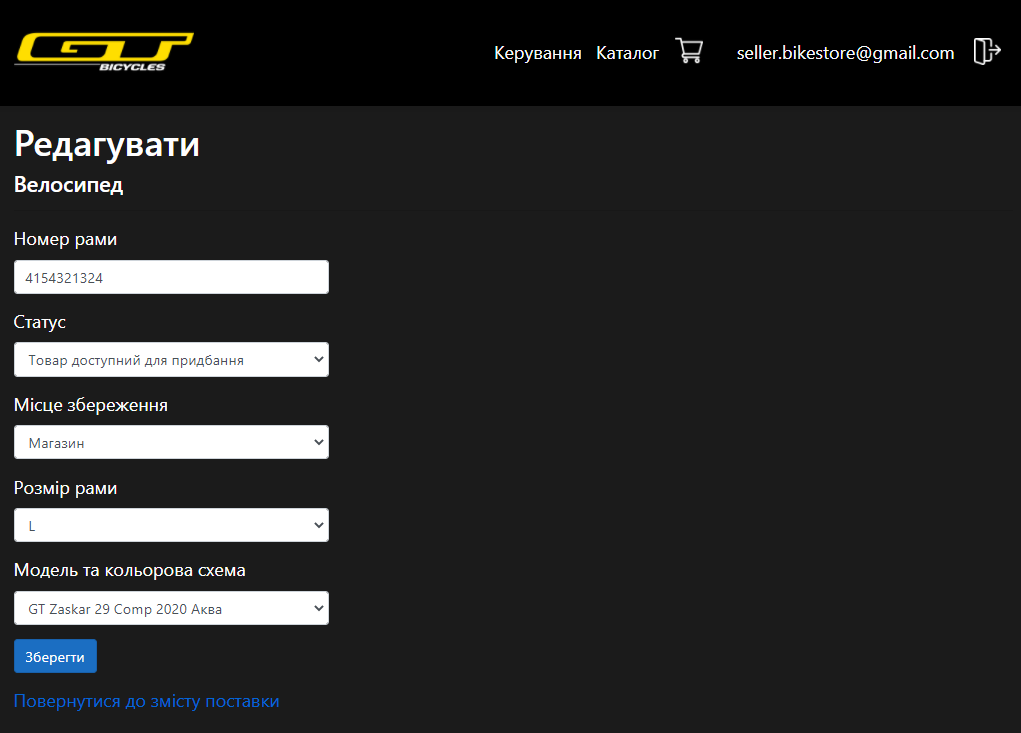 GT
BICYCLES
Керування Каталог seller.bikestore@gmail.com
Редагувати
Велосипед
Номер рами
4154321324
Статус
Товар доступний для придбання
Місце збереження
Магазин
Розмір рами
L
Модель та кольорова схема
GT Zaskar 29 Comp 2020 Аква
Зберегти
Повернутися до змісту поставки